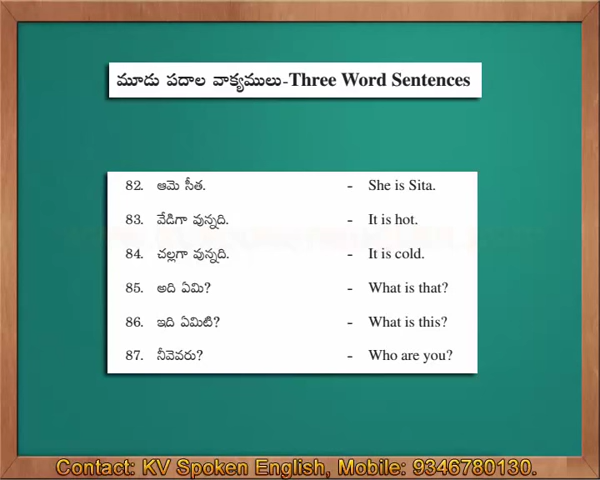 మూడు పదాల వాక్యములు-Three Word Sentences
82. ఆమె సీత. - She is Sita.
83. వేడిగా వున్నది. - It is hot.
84. చల్లగా వున్నది. - It is cold.
85. అది ఏమి? - What is that?
86. ఇది ఏమిటి? - What is this?
87. నీవెవరు? - Who are you?
Contact: KV Spoken English, Mobile: 9346780130.